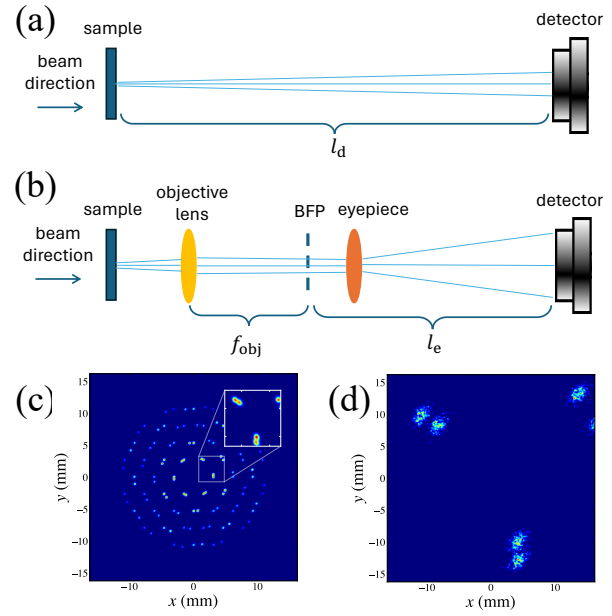 (a)
sample
detector
beam
direction
l_d
(b)
objective
lens
sample
BFP
eyepiece
detector
beam
direction
f_obj
l_e
(c)
15
10
5
0
−5
−10
−15
y (mm)
−10
0
10
x (mm)
(d)
15
10
5
0
−5
−10
−15
y (mm)
−10
0
10
x (mm)